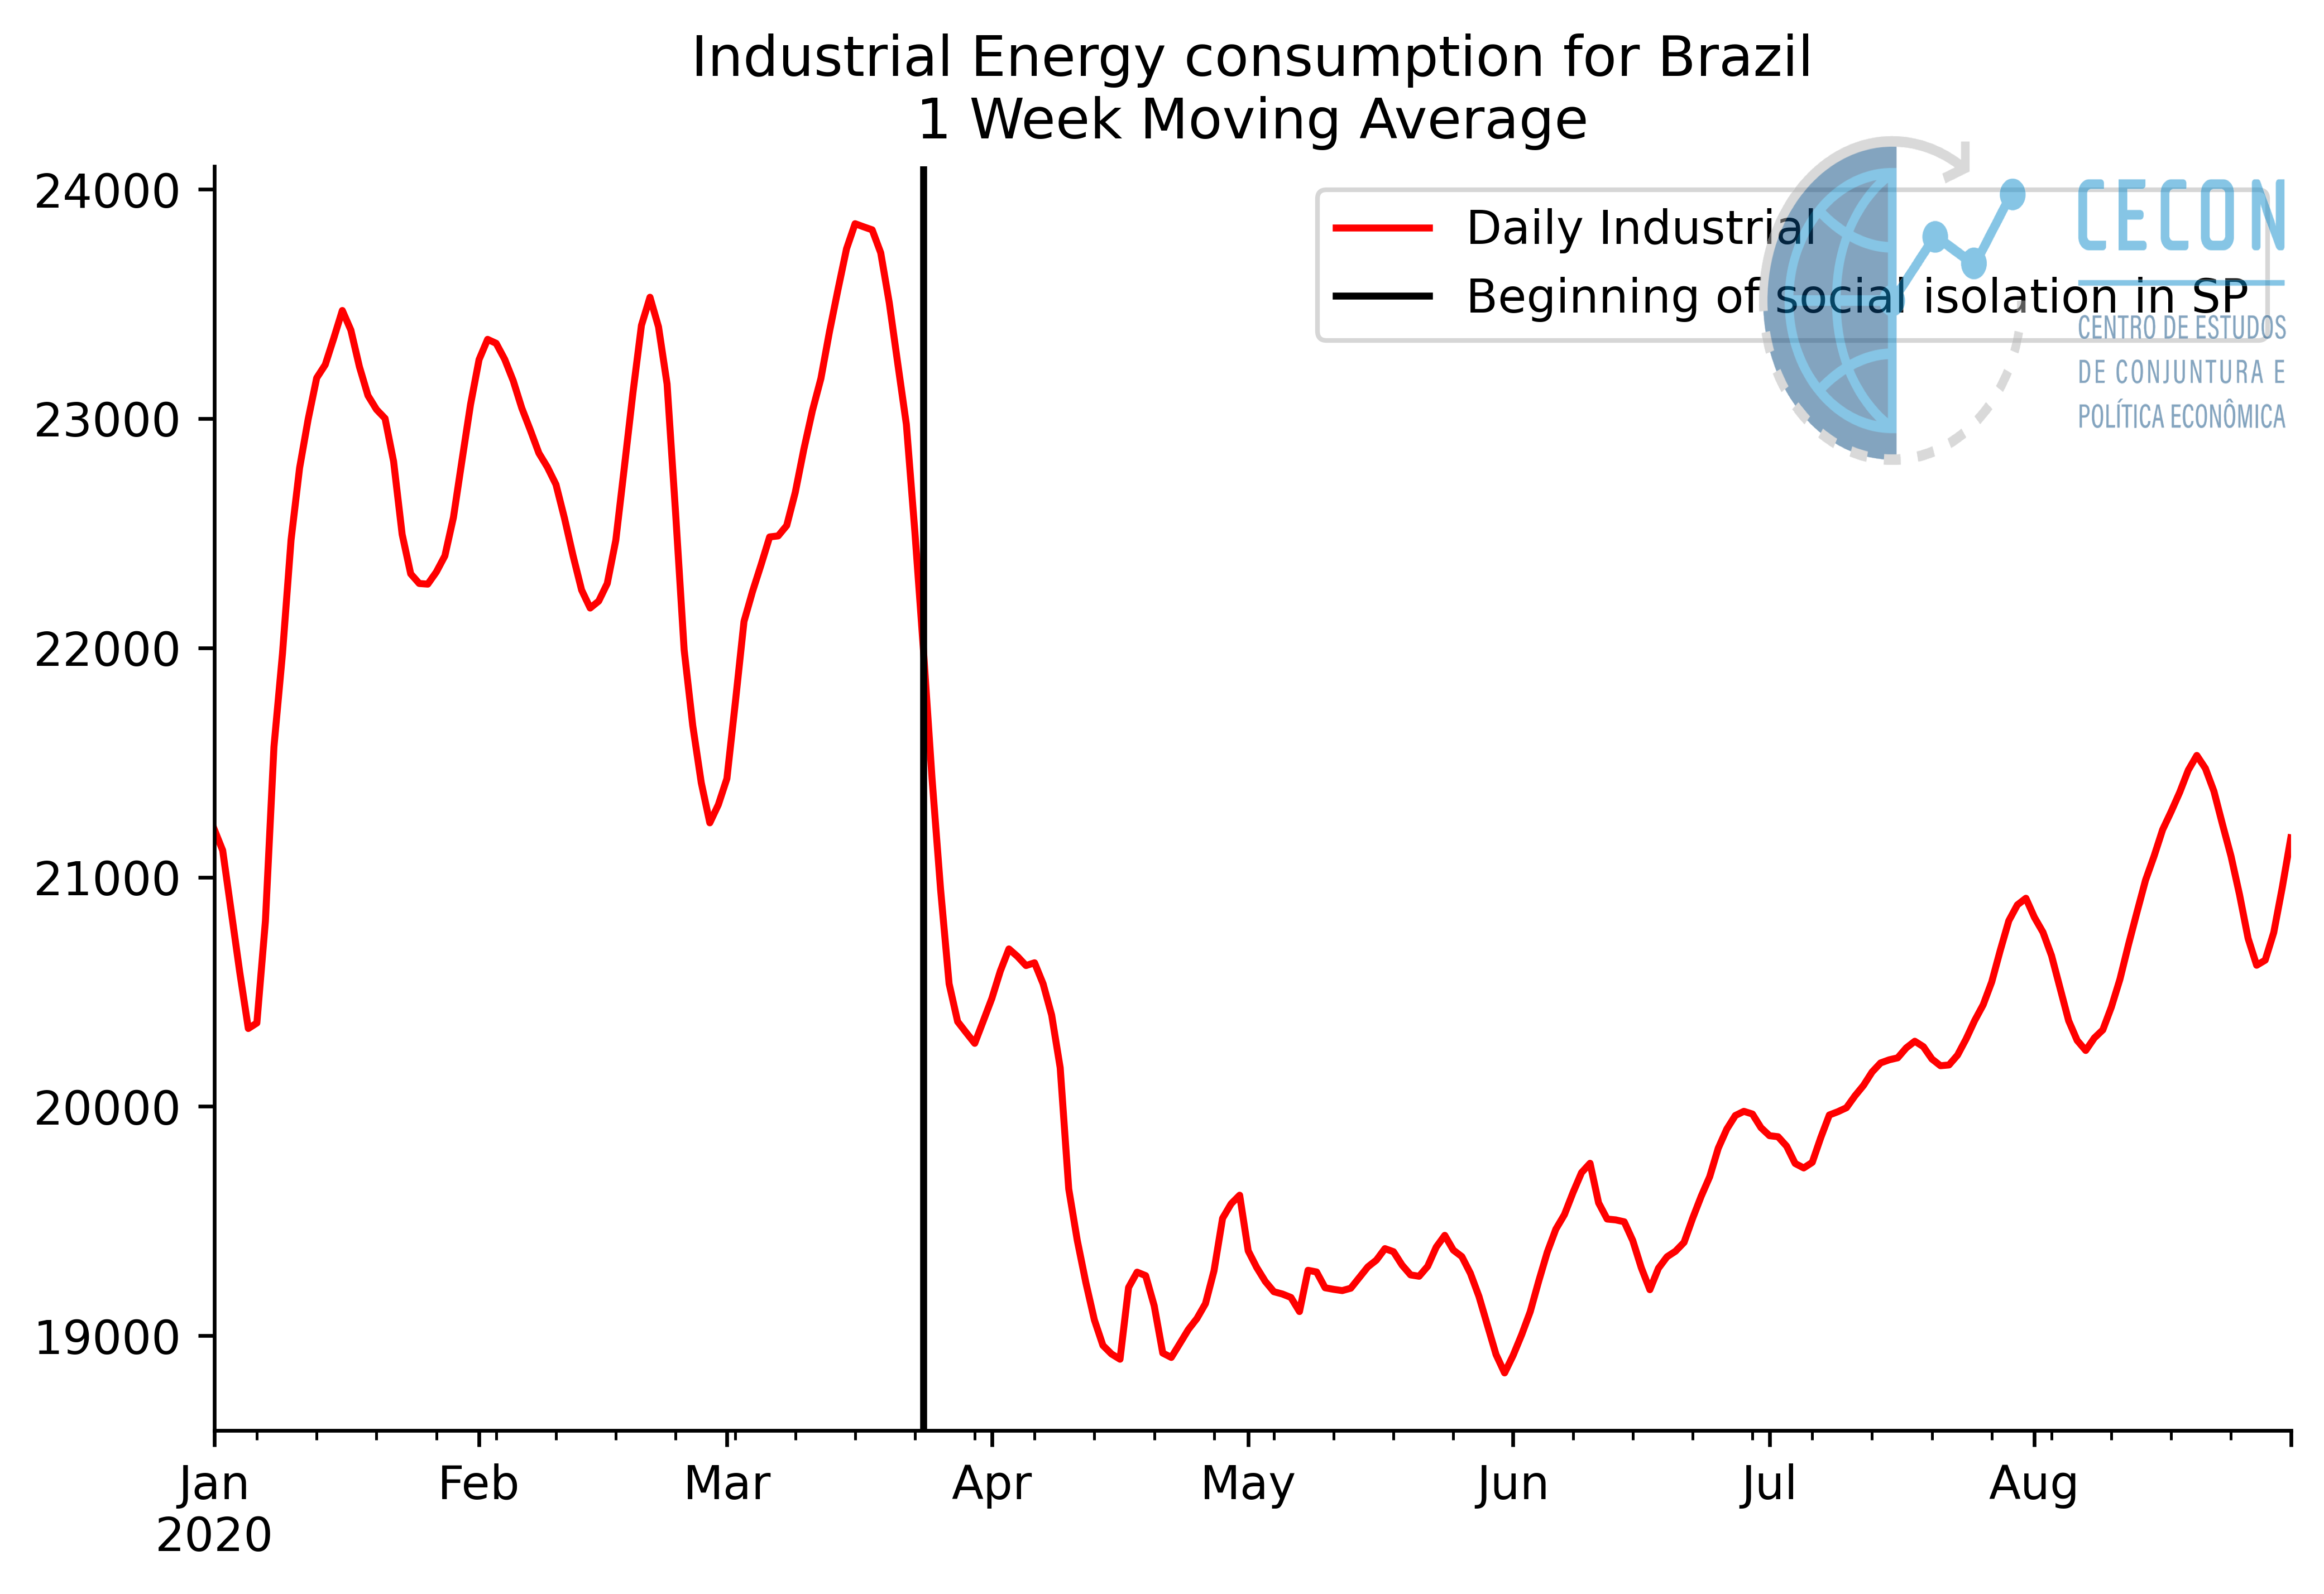 Industrial Energy consumption for Brazil
1 Week Moving Average
24000
23000
22000
21000
20000
19000
Daily Industrial
Beginning of social isolation in SP
CECON
CENTRO DE ESTUDOS
DE CONJUNTURA E
POLÍTICA ECONÔMICA
Jan Feb Mar Apr May Jun Jul Aug
2020